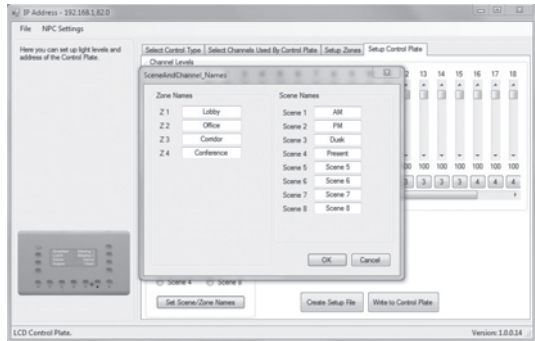 IP Address - 192.168.1.82.0
File NPC Settings
Here you can set up light levels and
address of the Control Plate.
Select Control Type Select Channels Used By Control Plate Setup Zones Setup Control Plate
Channel Levels
SceneAndChannel_Names
2 13 14 15 16 17 18
Zone Names Scene Names
Z 1 Lobby Scene 1 AM
Z 2 Office Scene 2 PM
Z 3 Corridor Scene 3 Dusk
Z 4 Conference Scene 4 Present
Scene 5 Scene 5
Scene 6 Scene 6
Scene 7 Scene 7
Scene 8 Scene 8
100 100 100 100 100 100 100
3 3 3 3 4 4 4
OK Cancel
Scene 4 Scene 8
Set Scene/Zone Names Create Setup File Write to Control Plate
LCD Control Plate. Version: 1.0.0.14